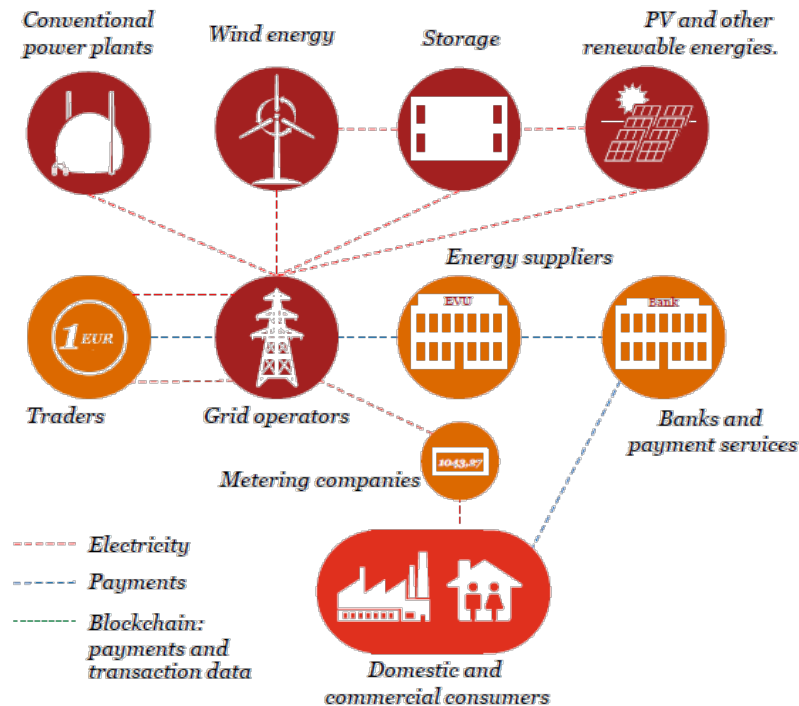 Conventional
power plants
Wind energy
Storage
PV and other
renewable energies.
Energy suppliers
1 EUR
EVU
Bank
Traders
Grid operators
Banks and
payment services
1043,27
Metering companies
Electricity
Payments
Blockchain:
payments and
transaction data
Domestic and
commercial consumers